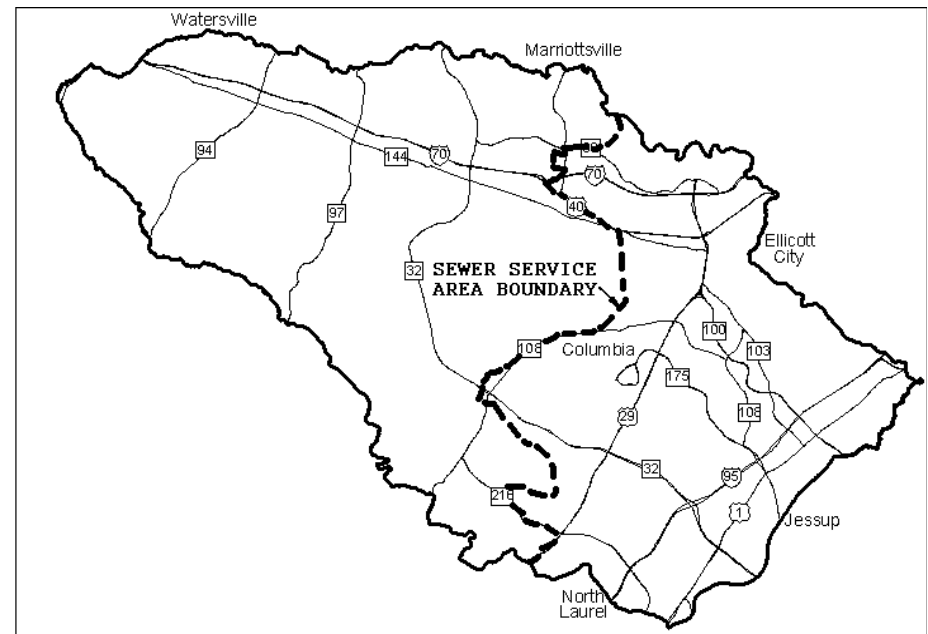 Watersville
Marriottsville
94
144
70
70
40
97
Ellicott
City
32
SEWER SERVICE
AREA BOUNDARY
108
Columbia
100
103
175
29
108
32
95
216
1
Jessup
North
Laurel